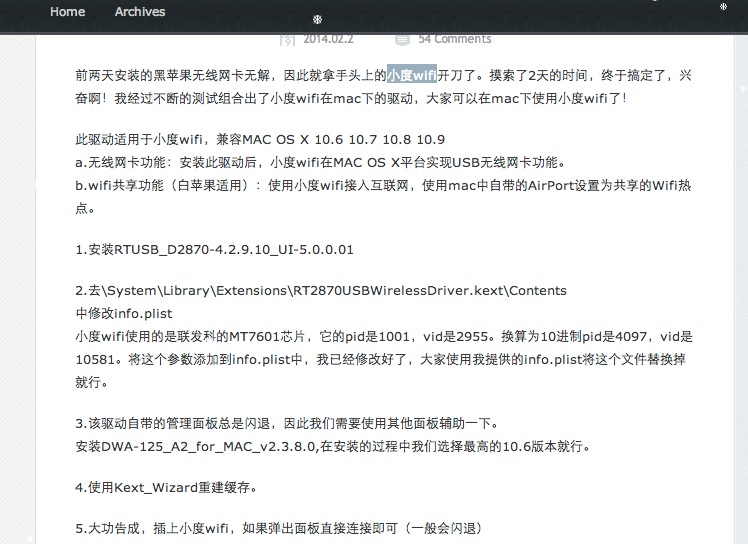 Home Archives
2014.02.2 54 Comments
前两天安装的黑苹果无线网卡无解，因此就拿手头上的小度wifi开刀了。摸索了2天的时间，终于搞定了，兴
奋啊！我经过不断的测试组合出了小度wifi在mac下的驱动，大家可以在mac下使用小度wifi了！
此驱动适用于小度wifi，兼容MAC OS X 10.6 10.7 10.8 10.9
a.无线网卡功能：安装此驱动后，小度wifi在MAC OS X平台实现USB无线网卡功能。
b.wifi共享功能（白苹果适用）：使用小度wifi接入互联网，使用mac中自带的AirPort设置为共享的Wifi热
点。
1.安装RTUSB_D2870-4.2.9.10_UI-5.0.0.01
2.去\System\Library\Extensions\RT2870USBWirelessDriver.kext\Contents
中修改info.plist
小度wifi使用的是联发科的MT7601芯片，它的pid是1001，vid是2955。换算为10进制pid是4097，vid是
10581。将这个参数添加到info.plist中，我已经修改好了，大家使用我提供的info.plist将这个文件替换掉
就行。
3.该驱动自带的管理面板总是闪退，因此我们需要使用其他面板辅助一下。
安装DWA-125_A2_for_MAC_v2.3.8.0,在安装的过程中我们选择最高的10.6版本就行。
4.使用Kext_Wizard重建缓存。
5.大功告成，插上小度wifi，如果弹出面板直接连接即可（一般会闪退）